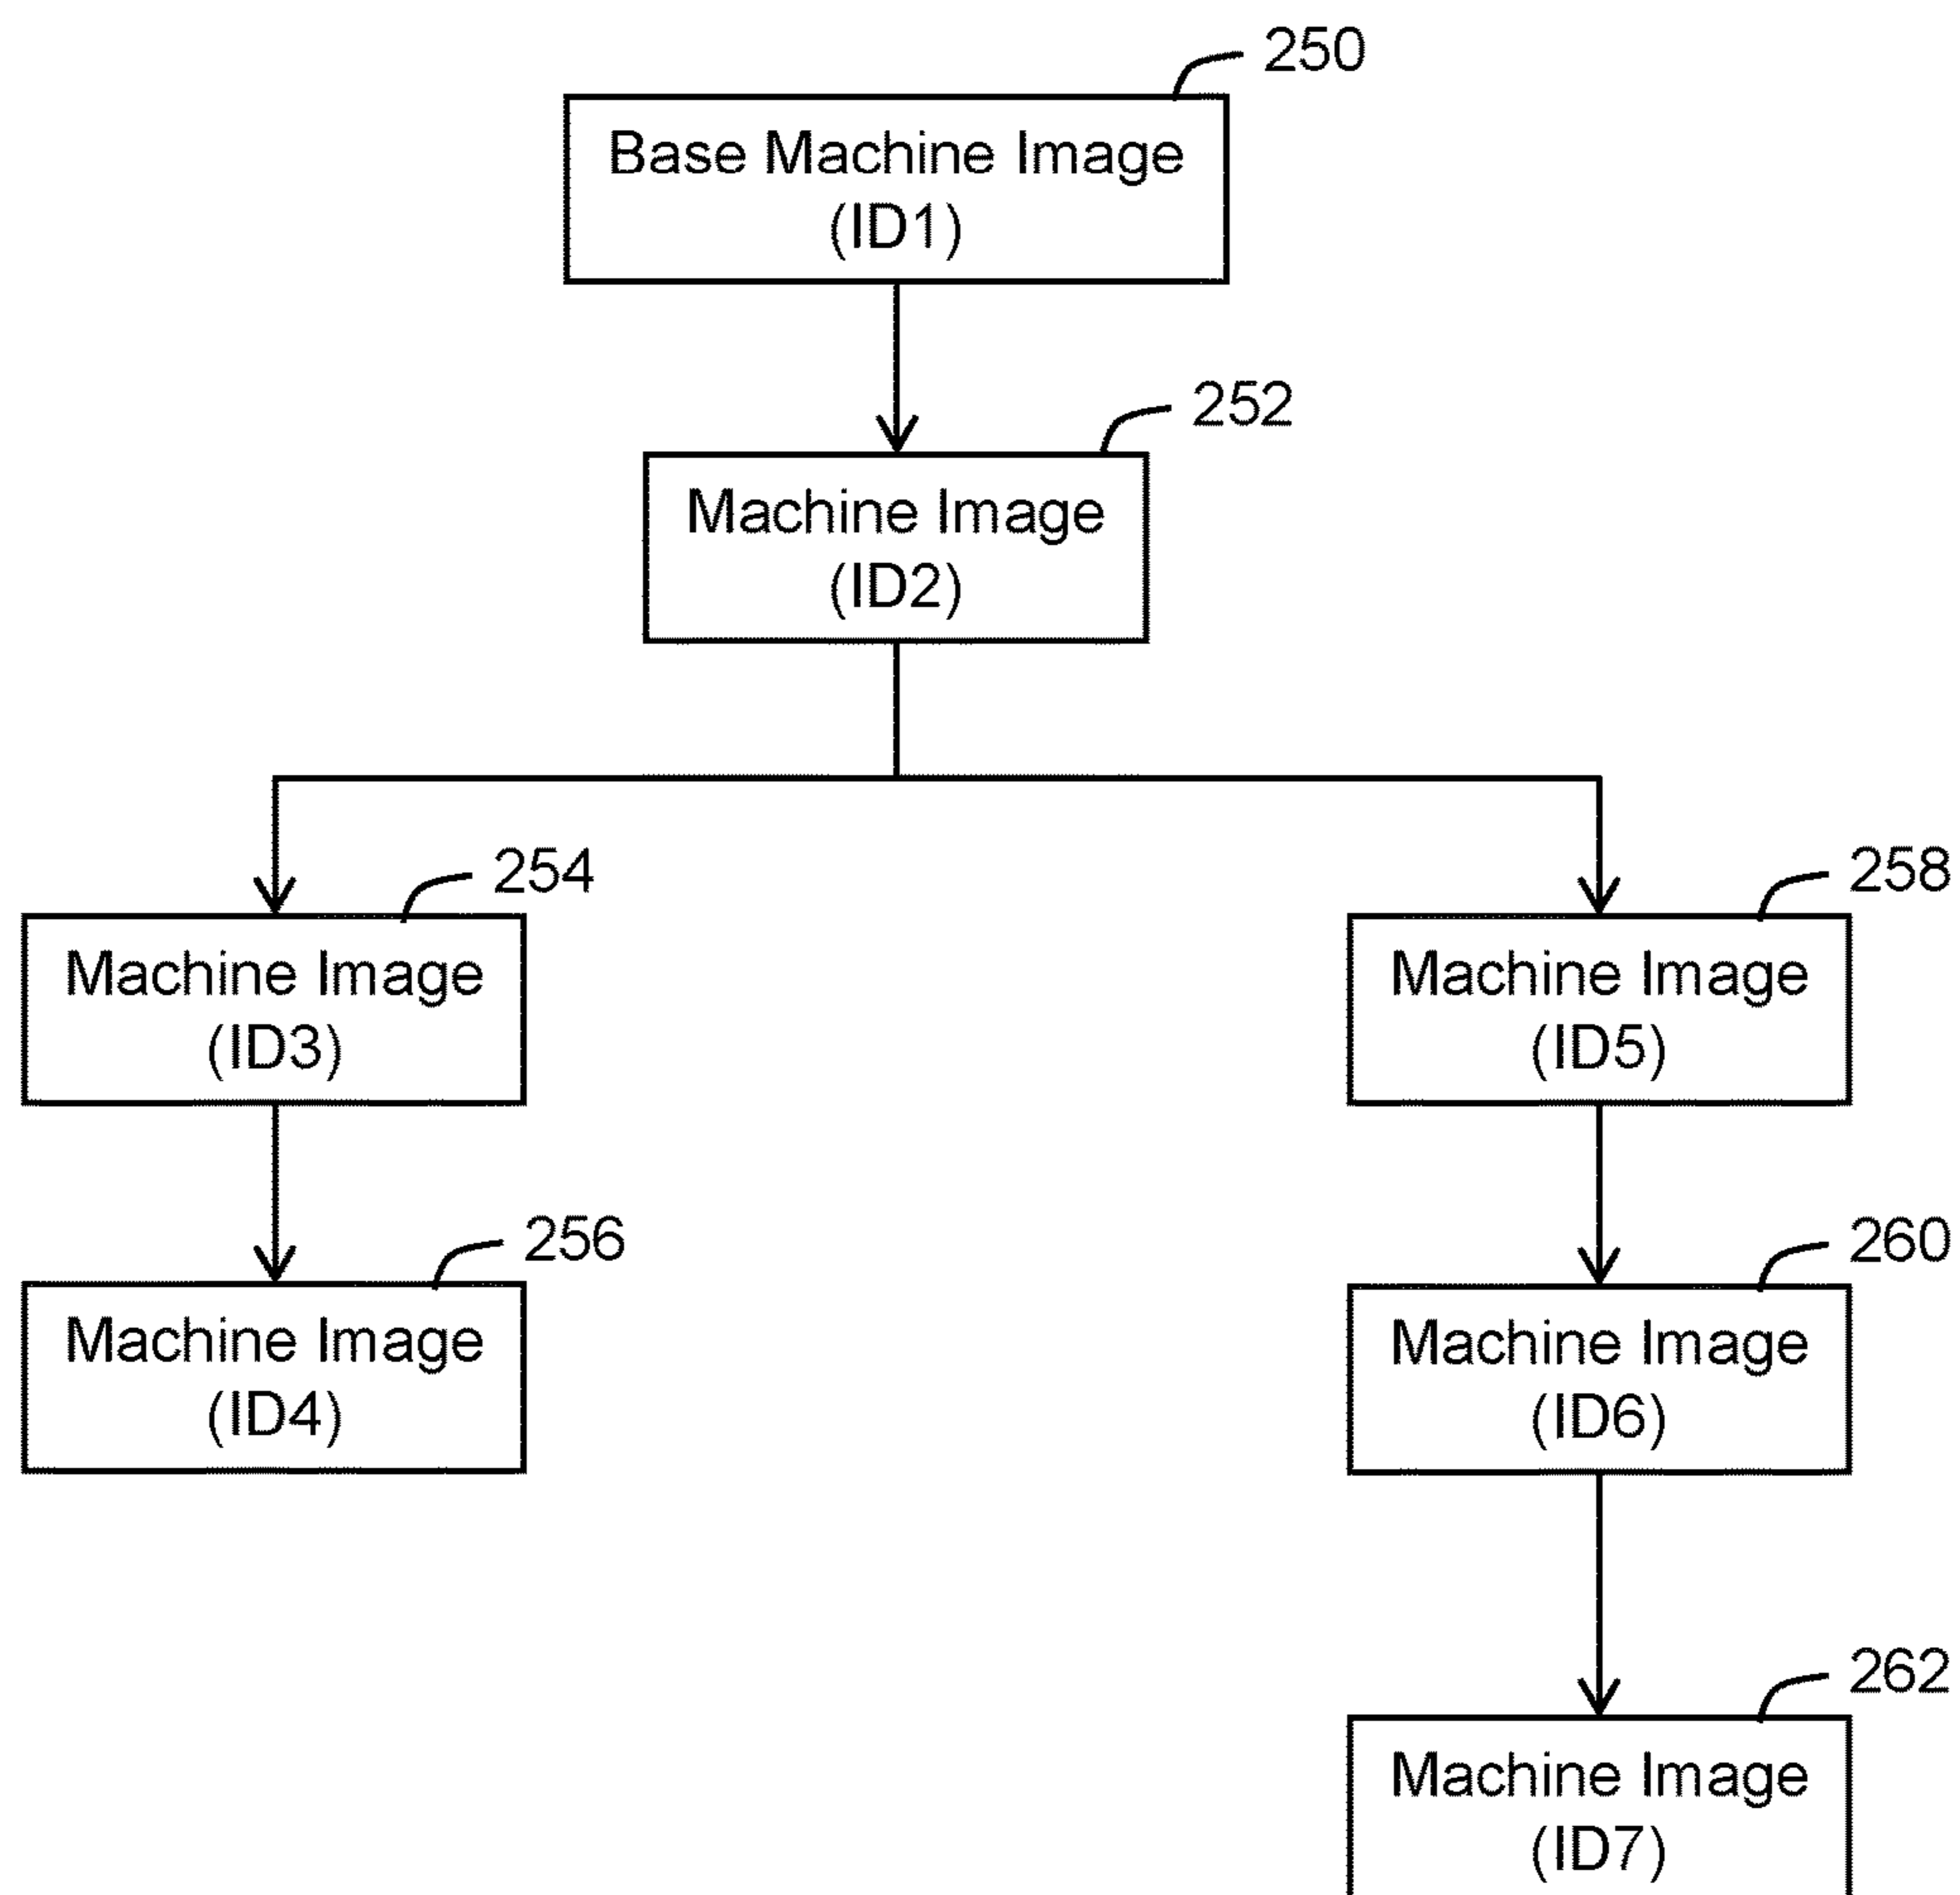 250
Base Machine Image
(ID1)
252
Machine Image
(ID2)
254
Machine Image
(ID3)
258
Machine Image
(ID5)
256
Machine Image
(ID4)
260
Machine Image
(ID6)
262
Machine Image
(ID7)